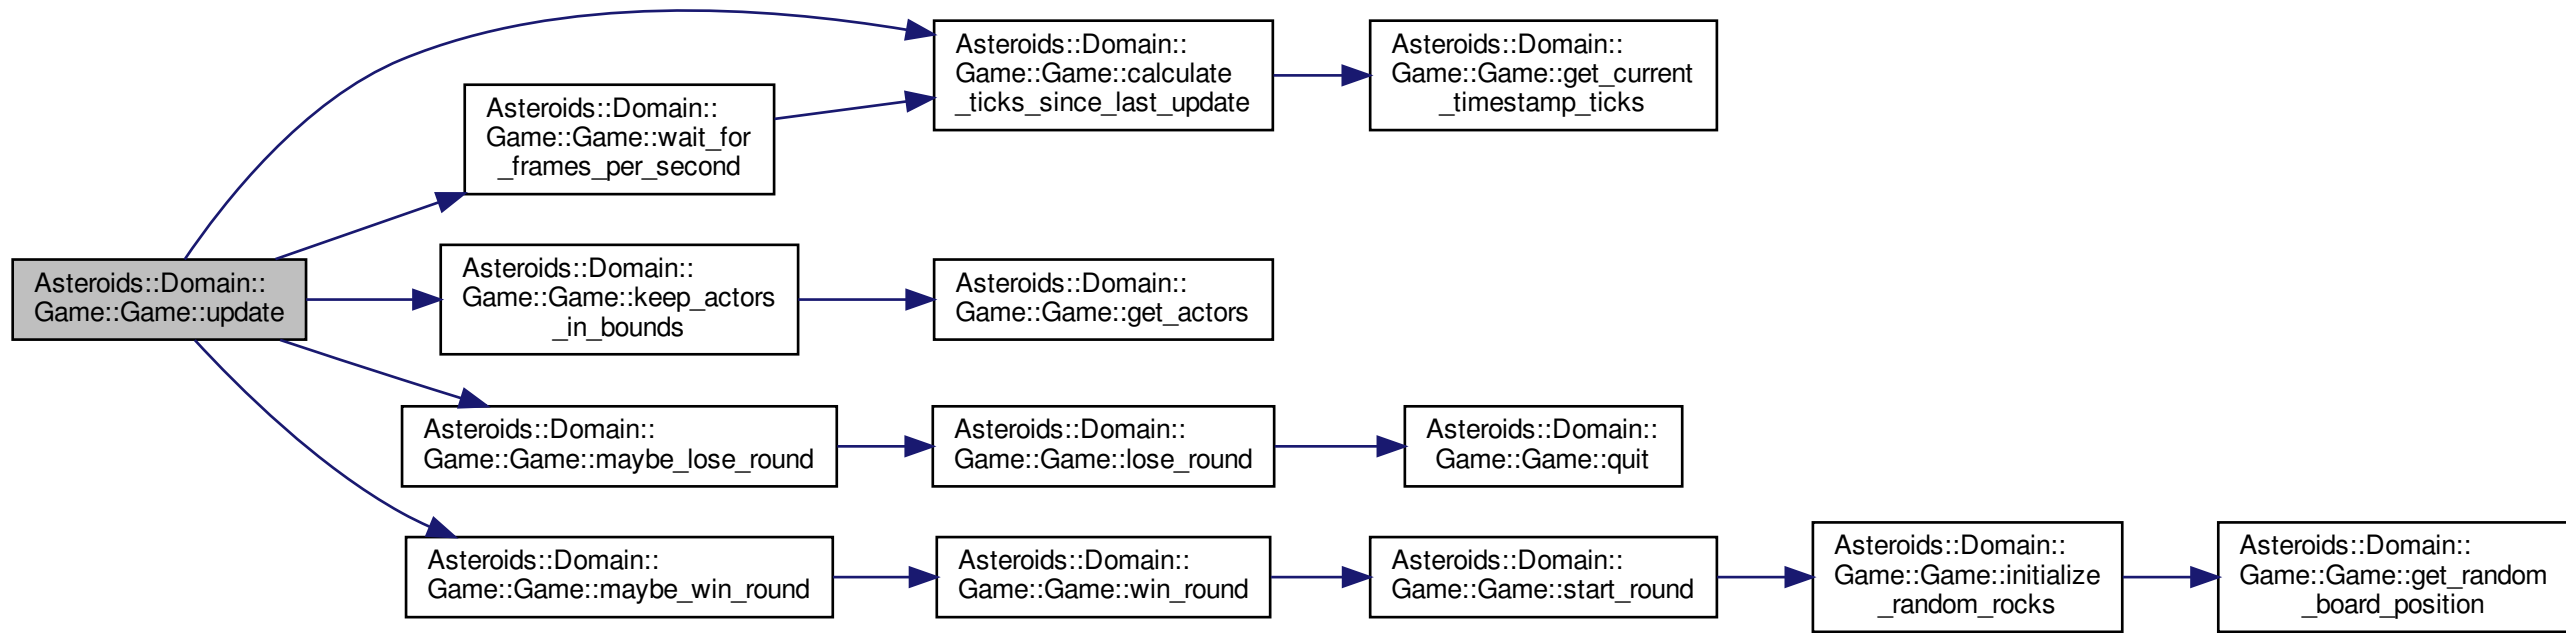 Asteroids::Domain::
Game::Game::update
Asteroids::Domain::
Game::Game::wait_for
_frames_per_second
Asteroids::Domain::
Game::Game::calculate
_ticks_since_last_update
Asteroids::Domain::
Game::Game::get_current
_timestamp_ticks
Asteroids::Domain::
Game::Game::keep_actors
_in_bounds
Asteroids::Domain::
Game::Game::get_actors
Asteroids::Domain::
Game::Game::maybe_lose_round
Asteroids::Domain::
Game::Game::lose_round
Asteroids::Domain::
Game::Game::quit
Asteroids::Domain::
Game::Game::maybe_win_round
Asteroids::Domain::
Game::Game::win_round
Asteroids::Domain::
Game::Game::start_round
Asteroids::Domain::
Game::Game::initialize
_random_rocks
Asteroids::Domain::
Game::Game::get_random
_board_position